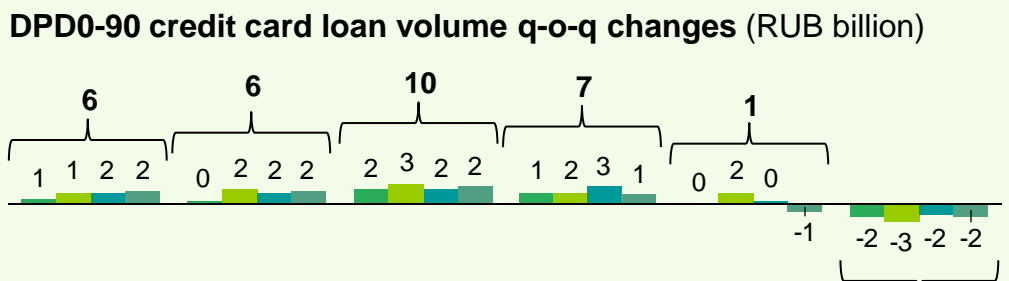 DPD0-90 credit card loan volume q-o-q changes (RUB billion)
6 6 10 7 1
1 1 2 2 0 2 2 2 2 3 2 2 1 2 3 1 0 2 0
-1 -2 -3 -2 -2